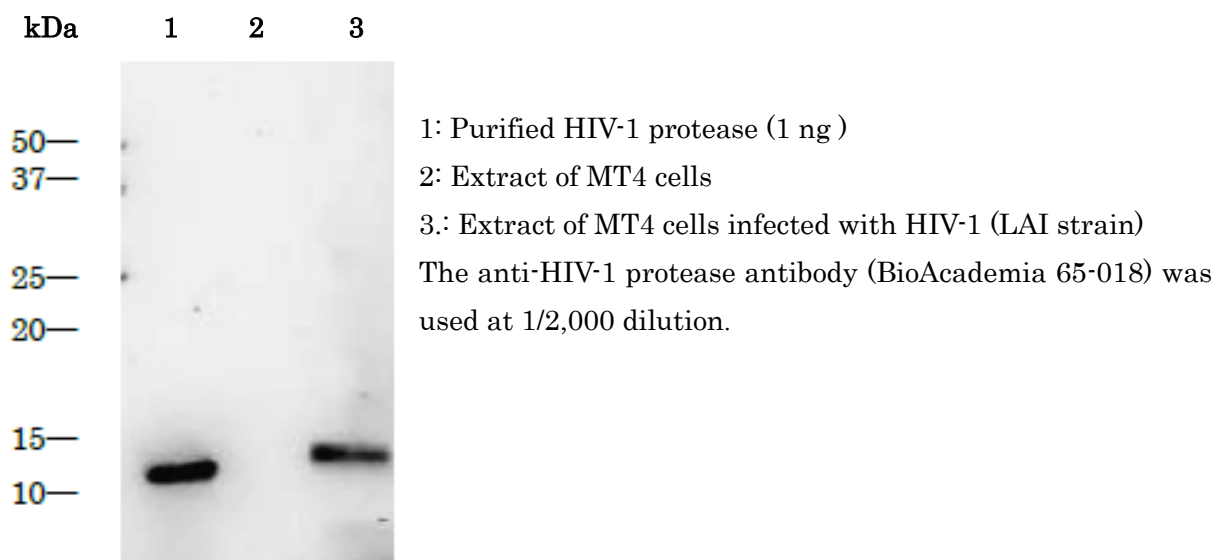 kDa 1 2 3
50
37
25
20
15
10
1: Purified HIV-1 protease (1 ng )
2: Extract of MT4 cells
3.: Extract of MT4 cells infected with HIV-1 (LAI strain)
The anti-HIV-1 protease antibody (BioAcademia 65-018) was
used at 1/2,000 dilution.